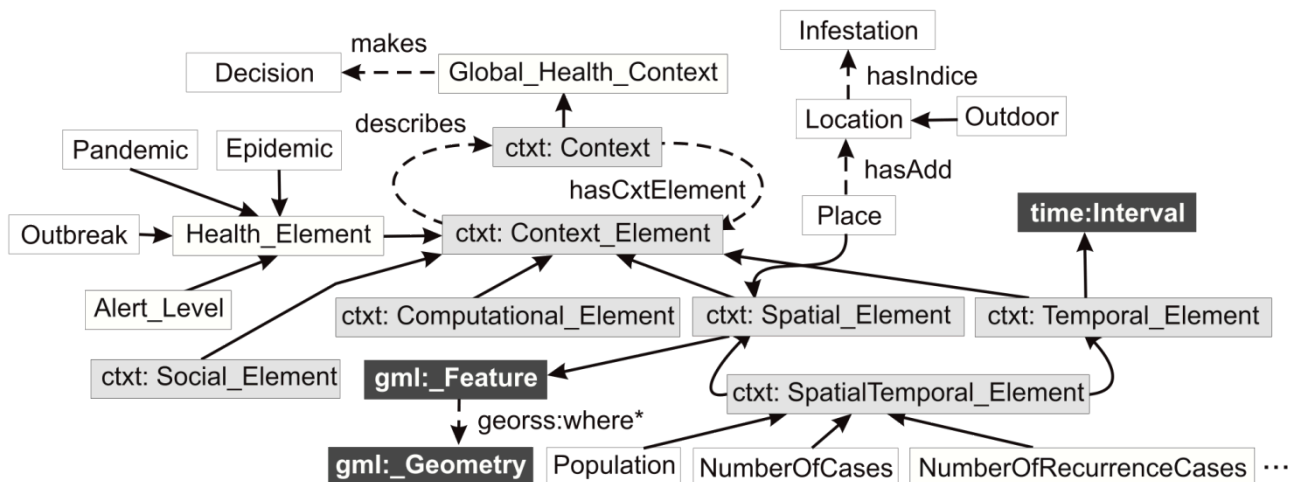 Infestation
makes
Decision
Global_Health_Context
hasIndice
describes
Location
Outdoor
Pandemic
Epidemic
ctxt: Context
hasAdd
hasCxtElement
Place
time:Interval
Outbreak
Health_Element
ctxt: Context_Element
Alert_Level
ctxt: Computational_Element
ctxt: Spatial_Element
ctxt: Temporal_Element
ctxt: Social_Element
gml:_Feature
ctxt: SpatialTemporal_Element
georss:where*
gml:_Geometry
Population
NumberOfCases
NumberOfRecurrenceCases
...